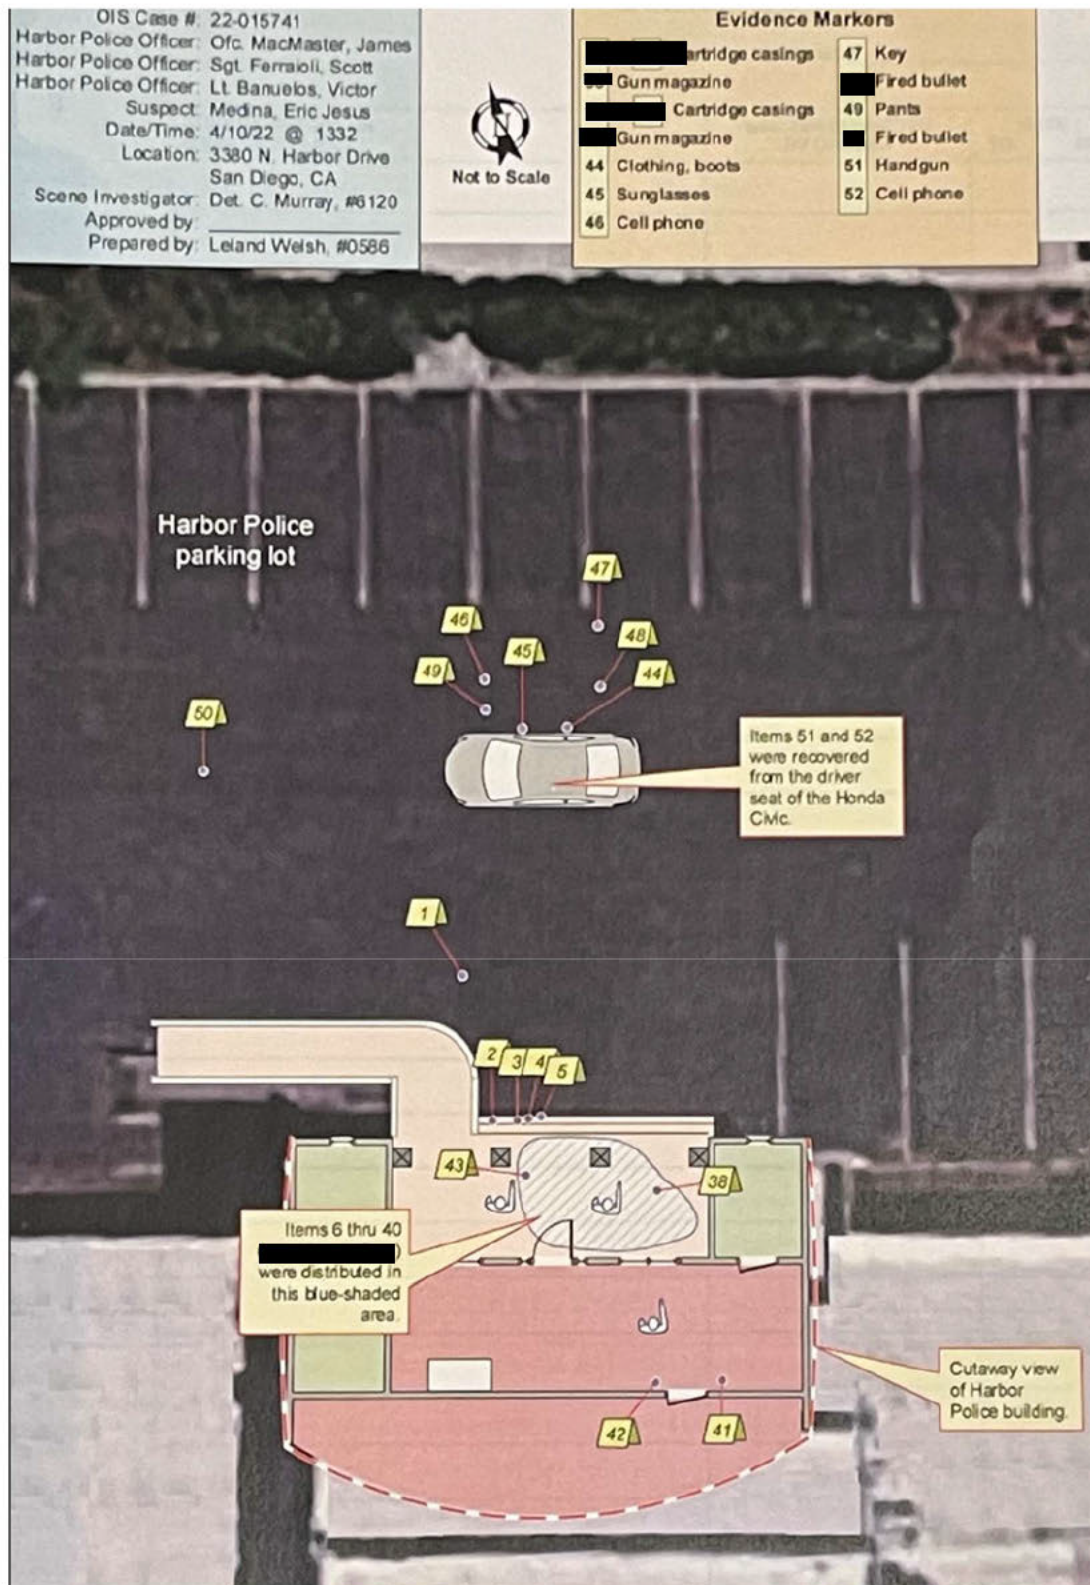 OIS Case #: 22-015741
Harbor Police Officer: Ofc. MacMaster, James
Harbor Police Officer: Sgt. Ferraioli, Scott
Harbor Police Officer: Lt. Banuelos, Victor
Suspect: Medina, Eric Jesus
Date/Time: 4/10/22 @ 1332
Location: 3380 N. Harbor Drive
San Diego, CA
Scene Investigator: Det. C. Murray, #6120
Approved by:
Prepared by: Leland Welsh, #0586
N
Not to Scale
Evidence Markers
artridge casings
Gun magazine
Cartridge casings
Gun magazine
44 Clothing, boots
45 Sunglasses
46 Cell phone
47 Key
Fired bullet
49 Pants
Fired bullet
51 Handgun
52 Cell phone
Harbor Police
parking lot
47
46
48
45
49
44
50
Items 51 and 52
were recovered
from the driver
seat of the Honda
Civic.
1
2
3
4
5
43
38
Items 6 thru 40
were distributed in
this blue-shaded
area.
Cutaway view
of Harbor
Police building.
42
41